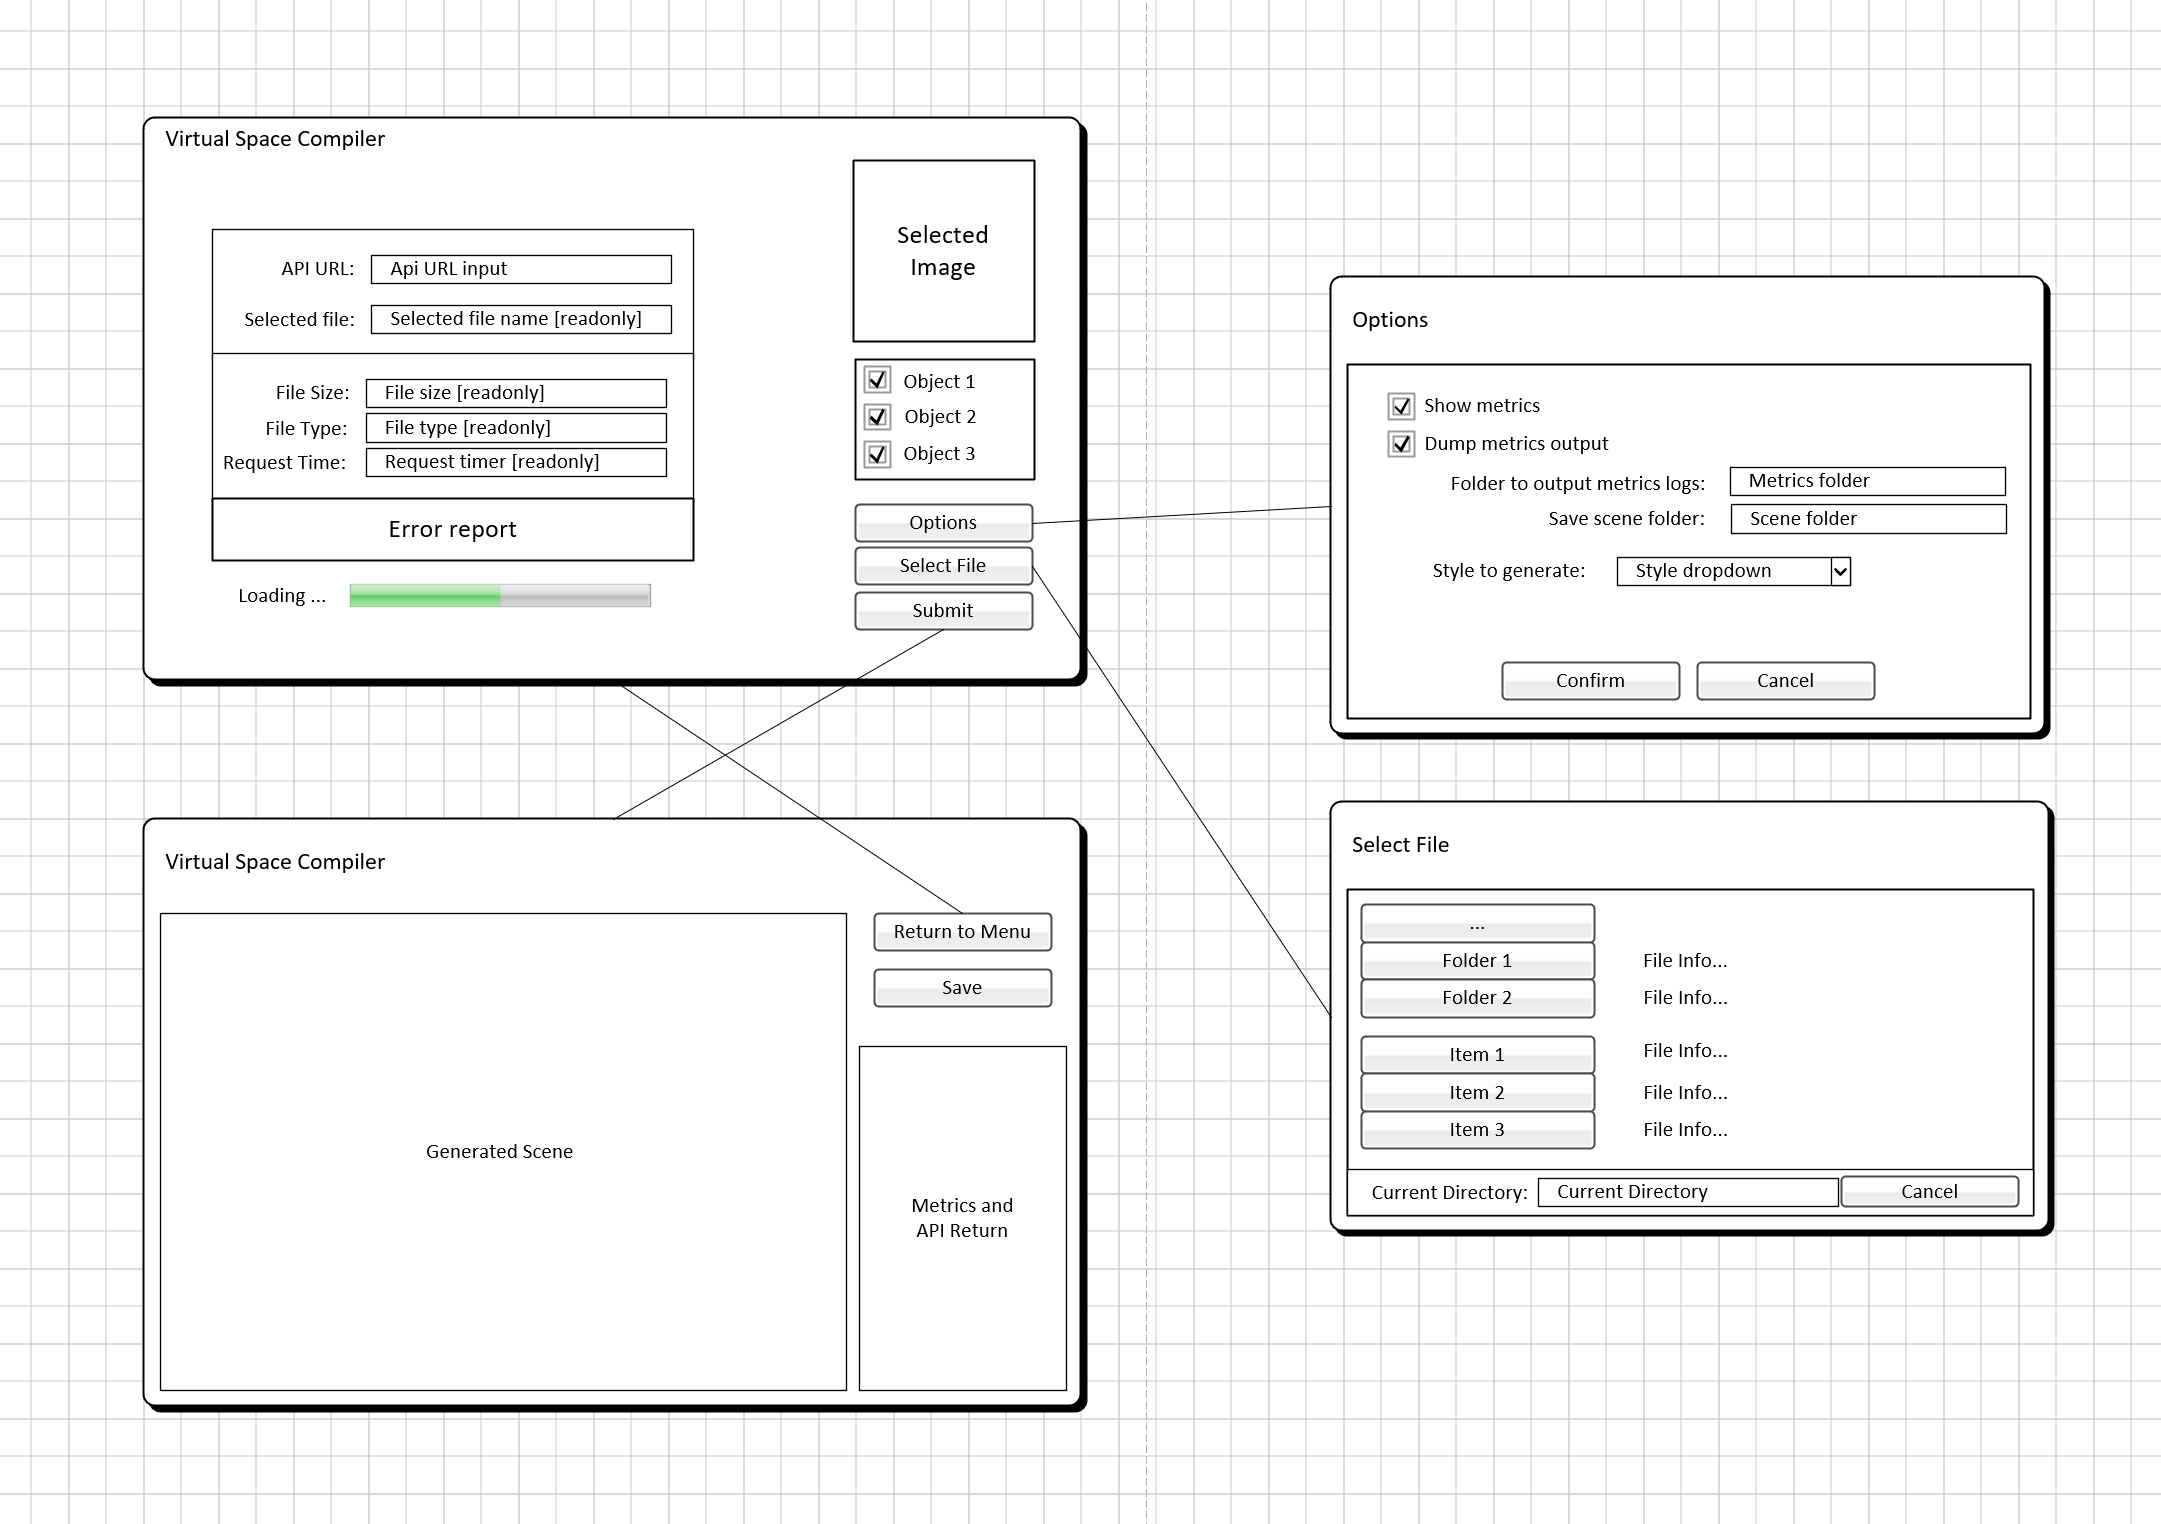 Virtual Space Compiler
API URL: Api URL input
Selected file: Selected file name [readonly]
File Size: File size [readonly]
File Type: File type [readonly]
Request Time: Request timer [readonly]
Error report
Loading ...
Selected
Image
Object 1
Object 2
Object 3
Options
Select File
Submit
Options
Show metrics
Dump metrics output
Folder to output metrics logs: Metrics folder
Save scene folder: Scene folder
Style to generate: Style dropdown
Confirm Cancel
Virtual Space Compiler
Generated Scene
Return to Menu
Save
Metrics and
API Return
Select File
...
Folder 1 File Info...
Folder 2 File Info...
Item 1 File Info...
Item 2 File Info...
Item 3 File Info...
Current Directory: Current Directory Cancel